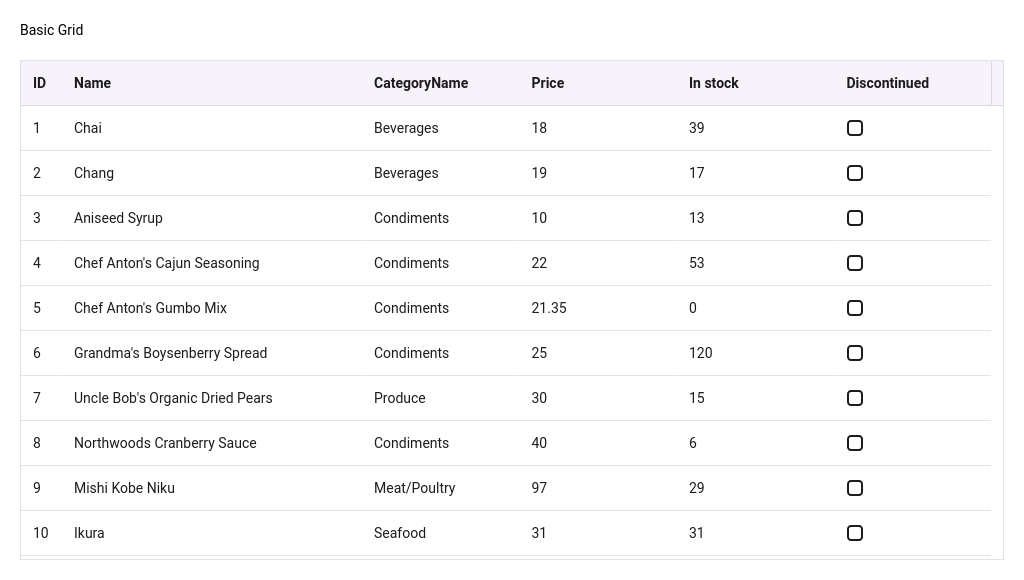 Basic Grid
ID Name CategoryName Price In stock Discontinued
1 Chai Beverages 18 39
2 Chang Beverages 19 17
3 Aniseed Syrup Condiments 10 13
4 Chef Anton's Cajun Seasoning Condiments 22 53
5 Chef Anton's Gumbo Mix Condiments 21.35 0
6 Grandma's Boysenberry Spread Condiments 25 120
7 Uncle Bob's Organic Dried Pears Produce 30 15
8 Northwoods Cranberry Sauce Condiments 40 6
9 Mishi Kobe Niku Meat/Poultry 97 29
10 Ikura Seafood 31 31